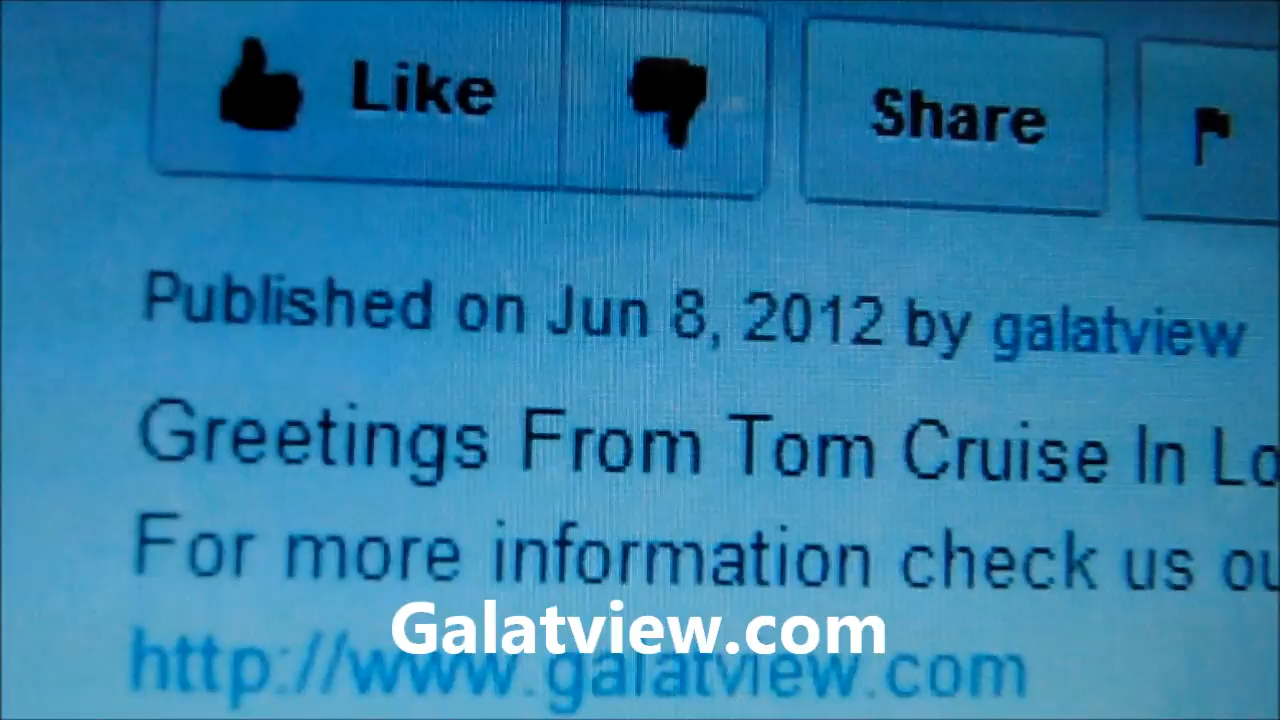 Like Share
Published on Jun 8, 2012 by galatview
Greetings From Tom Cruise In
For more information check us
Galatview.com
http://www.galatview.com